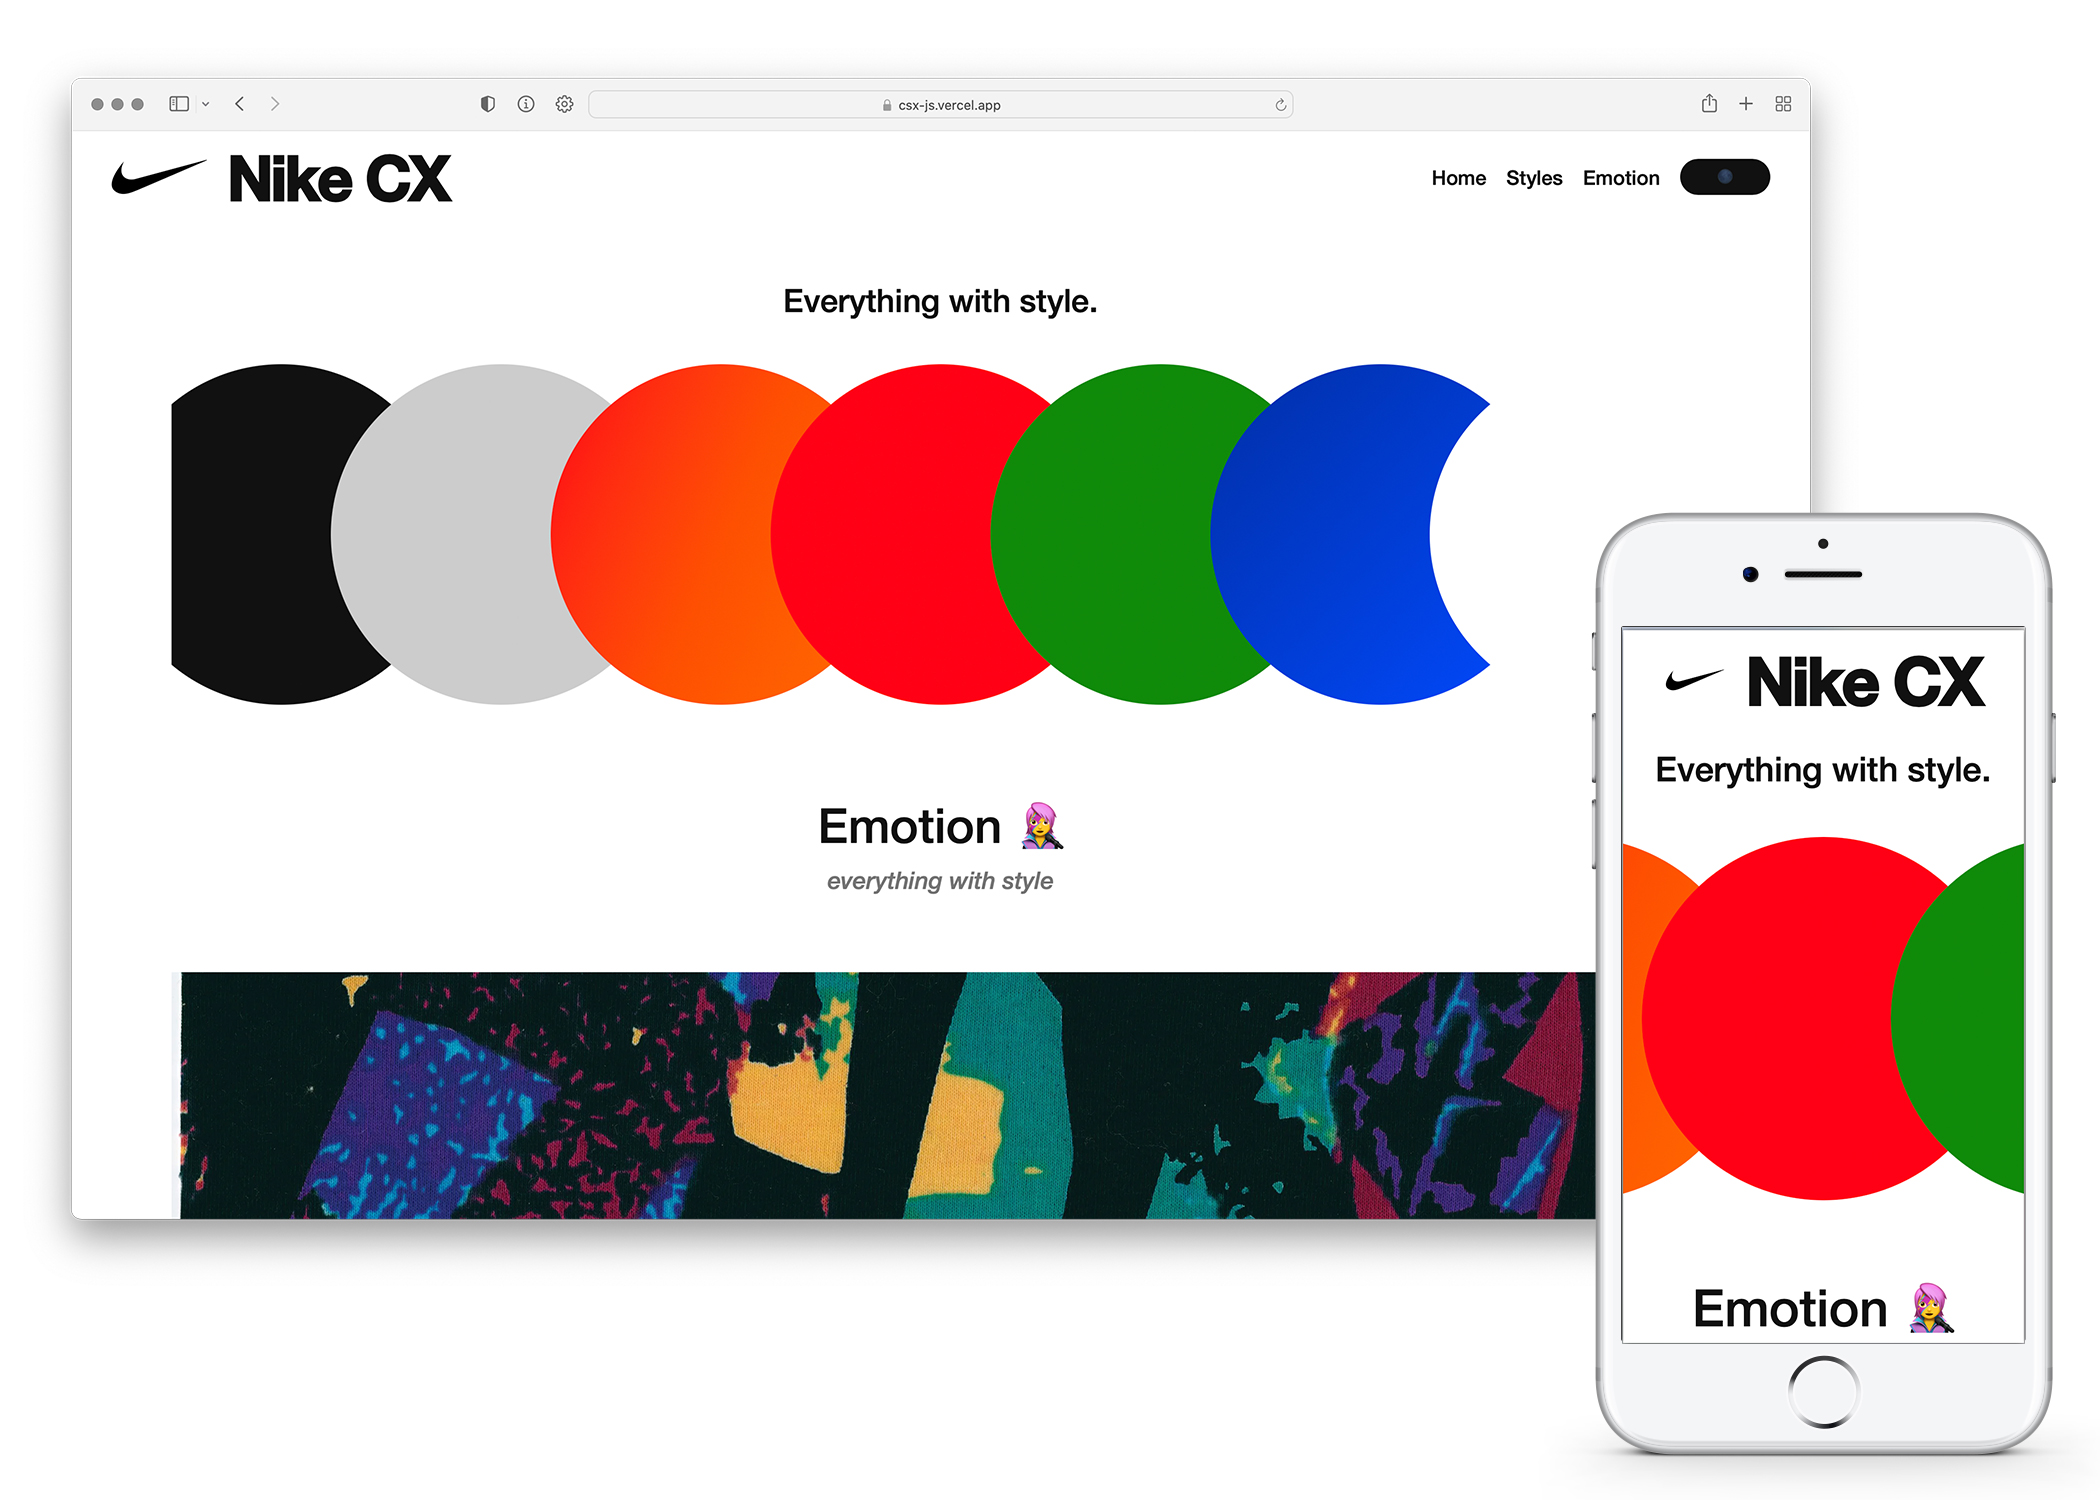 csx-js.vercel.app
Nike CX
Home Styles Emotion
Everything with style.
Emotion 👩‍🎤
everything with style
Nike CX
Everything with style.
Emotion 👩‍🎤